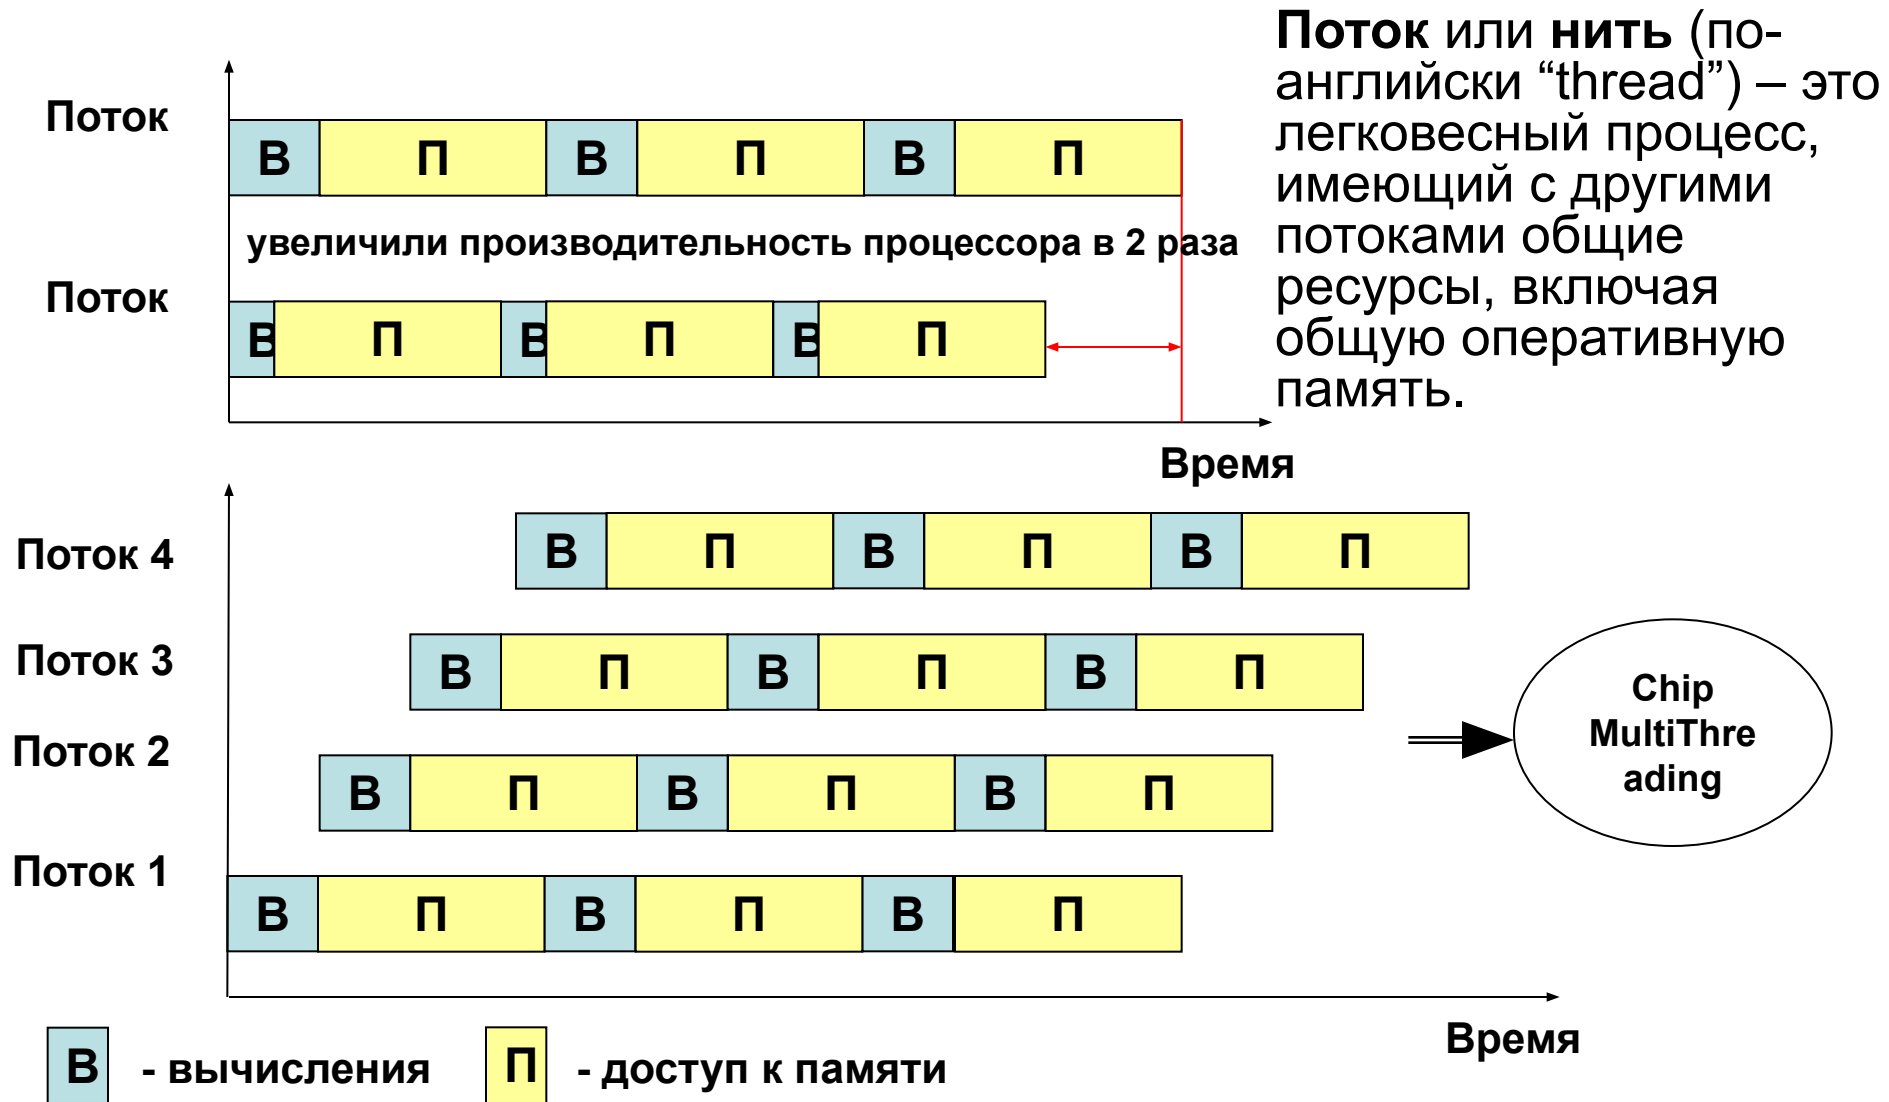 Поток или нить (по-
английски “thread”) – это
легковесный процесс,
имеющий с другими
потоками общие
ресурсы, включая
общую оперативную
память.
Поток
В П В П В П
увеличили производительность процессора в 2 раза
Поток
В П В П В П
Время
Поток 4
В П В П В П
Поток 3
В П В П В П
Поток 2
В П В П В П
Поток 1
В П В П В П
Chip
MultiThre
ading
Время
В - вычисления П - доступ к памяти